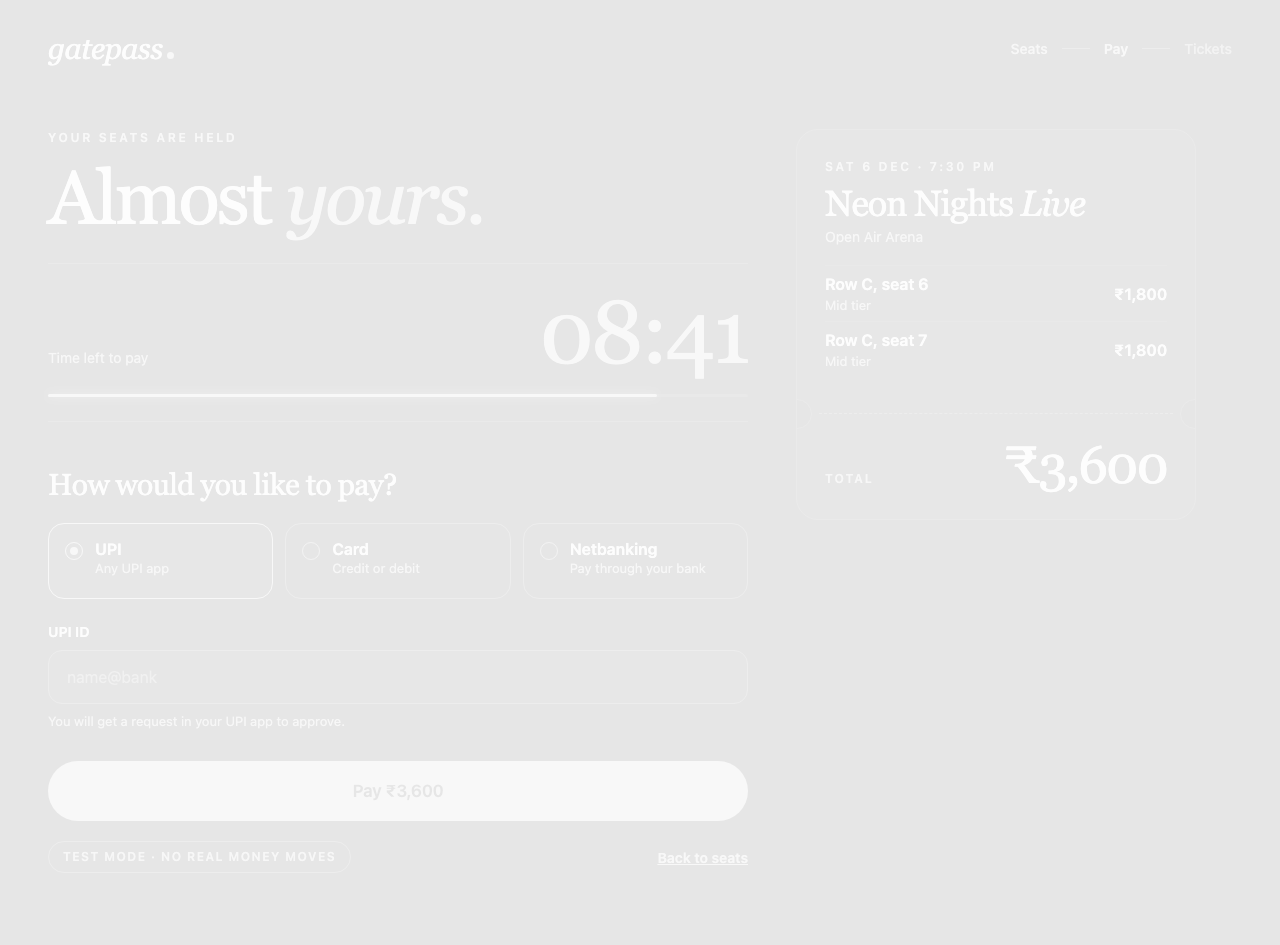 gatepass.
Seats Pay Tickets
YOUR SEATS ARE HELD
Almost yours.
Time left to pay
08:41
How would you like to pay?
UPI
Any UPI app
Card
Credit or debit
Netbanking
Pay through your bank
UPI ID
name@bank
You will get a request in your UPI app to approve.
Pay ₹3,600
TEST MODE · NO REAL MONEY MOVES
Back to seats
SAT 6 DEC · 7:30 PM
Neon Nights Live
Open Air Arena
Row C, seat 6
Mid tier
₹1,800
Row C, seat 7
Mid tier
₹1,800
TOTAL
₹3,600